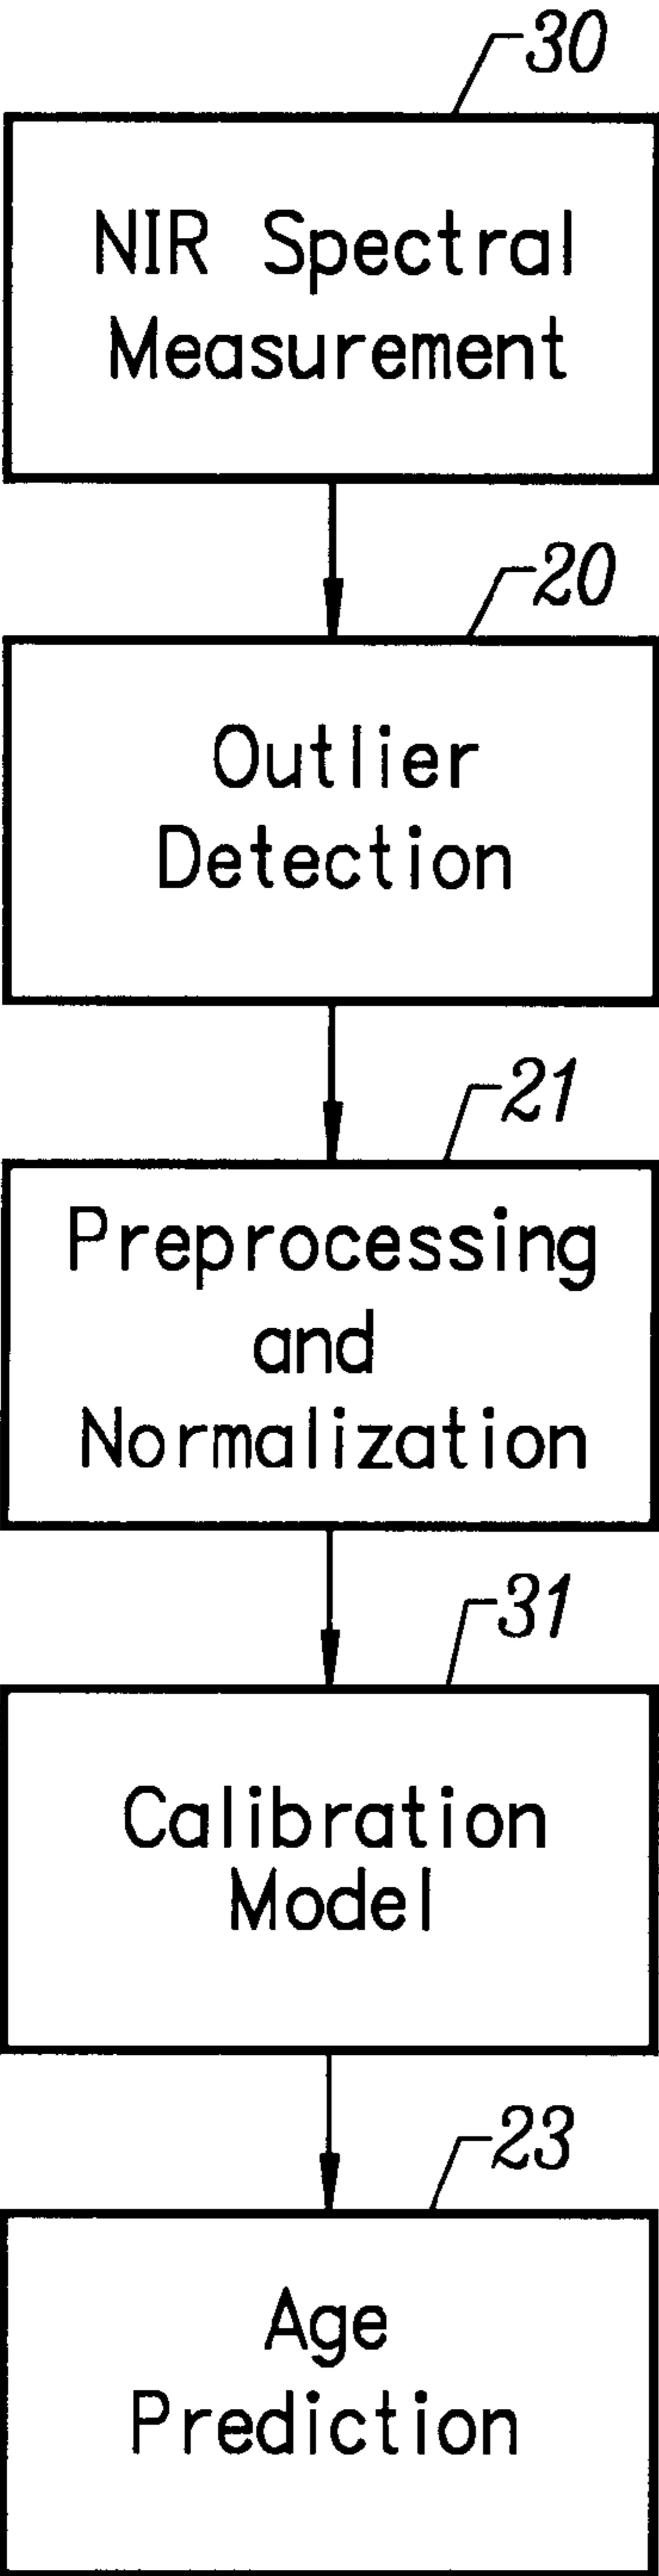 30
NIR Spectral
Measurement
20
Outlier
Detection
21
Preprocessing
and
Normalization
31
Calibration
Model
23
Age
Prediction